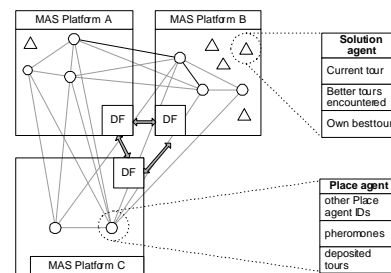 MAS Platform A
MAS Platform B
Solution
agent
Current tour
Better tours
encountered
Own besttour
DF
DF
DF
Place agent
other Place
agent IDs
pheromones
deposited
tours
MAS Platform C